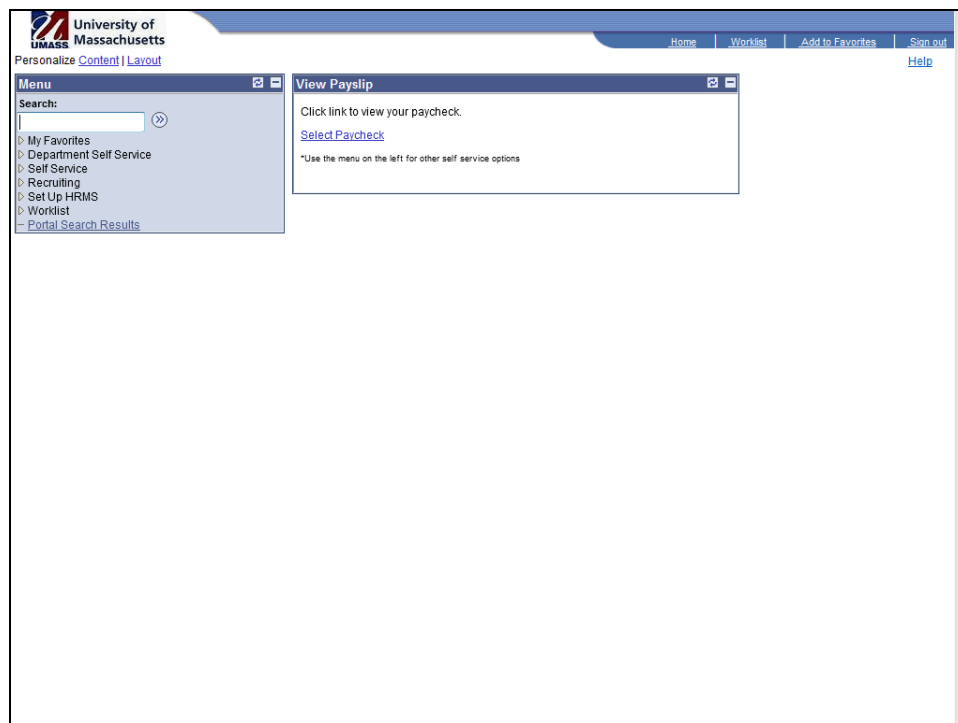 University of
Massachusetts
UMASS
Home Worklist Add to Favorites Sign out
Personalize Content | Layout
Help
Menu
Search:
My Favorites
Department Self Service
Self Service
Recruiting
Set Up HRMS
Worklist
Portal Search Results
View Payslip
Click link to view your paycheck.
Select Paycheck
*Use the menu on the left for other self service options